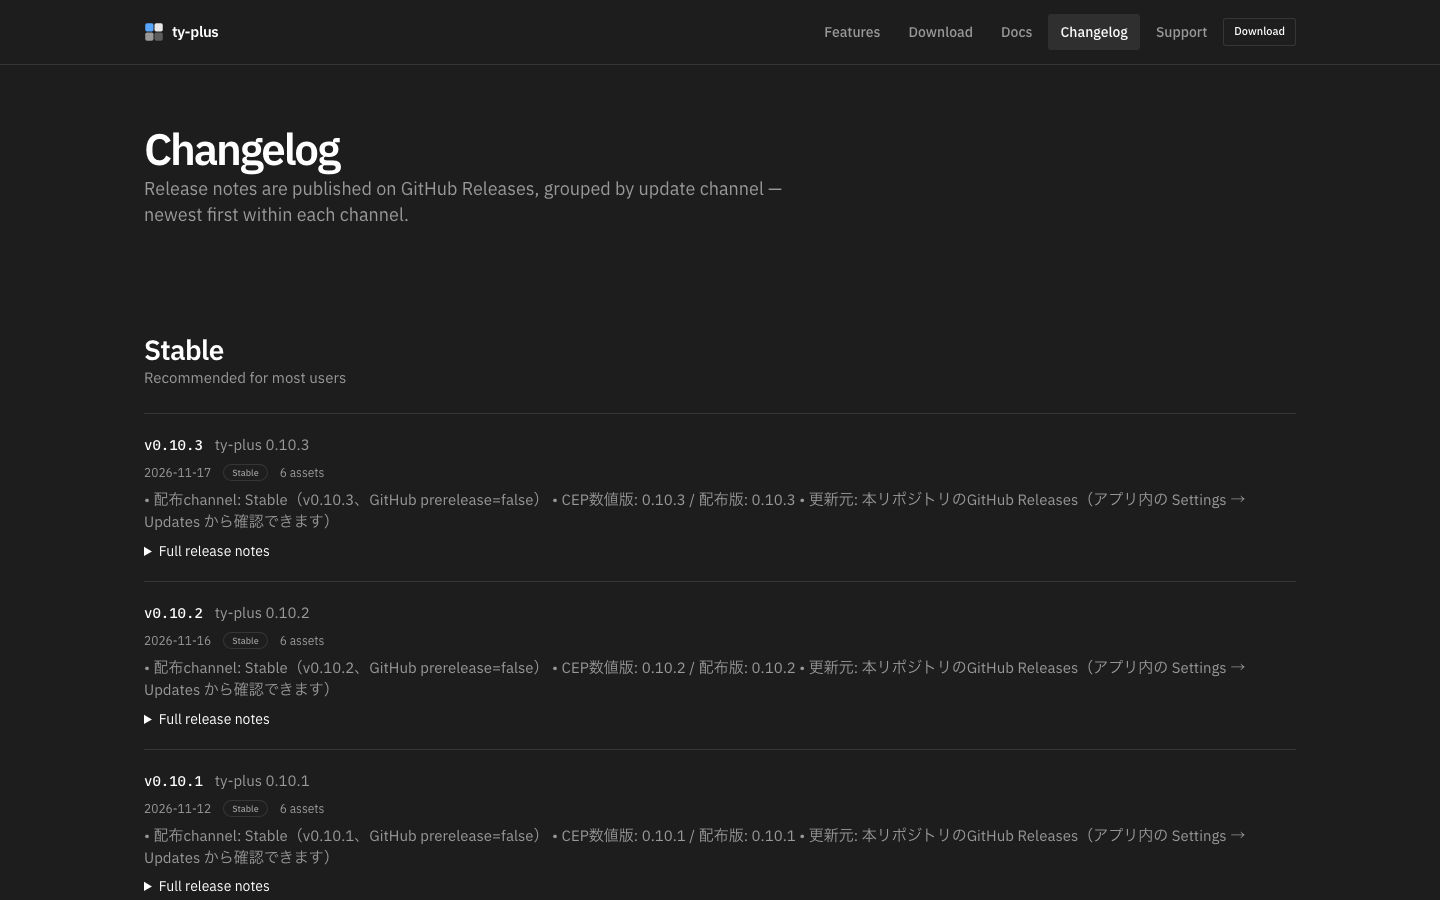 ty-plus
Features
Download
Docs
Changelog
Support
Download
Changelog
Release notes are published on GitHub Releases, grouped by update channel —
newest first within each channel.
Stable
Recommended for most users
v0.10.3 ty-plus 0.10.3
2026-11-17 Stable 6 assets
• 配布channel: Stable（v0.10.3、GitHub prerelease=false） • CEP数値版: 0.10.3 / 配布版: 0.10.3 • 更新元: 本リポジトリのGitHub Releases（アプリ内の Settings →
Updates から確認できます）
▶ Full release notes
v0.10.2 ty-plus 0.10.2
2026-11-16 Stable 6 assets
• 配布channel: Stable（v0.10.2、GitHub prerelease=false） • CEP数値版: 0.10.2 / 配布版: 0.10.2 • 更新元: 本リポジトリのGitHub Releases（アプリ内の Settings →
Updates から確認できます）
▶ Full release notes
v0.10.1 ty-plus 0.10.1
2026-11-12 Stable 6 assets
• 配布channel: Stable（v0.10.1、GitHub prerelease=false） • CEP数値版: 0.10.1 / 配布版: 0.10.1 • 更新元: 本リポジトリのGitHub Releases（アプリ内の Settings →
Updates から確認できます）
▶ Full release notes